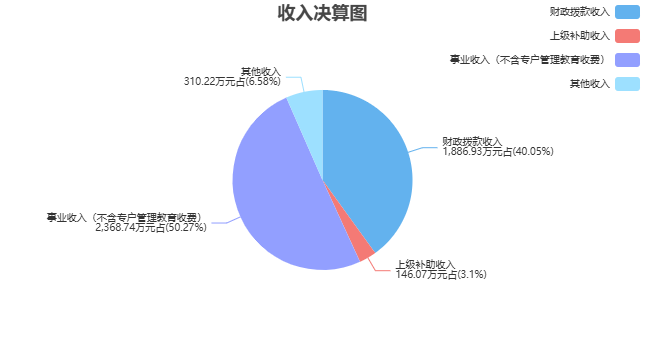 收入决算图
财政拨款收入
上级补助收入
事业收入（不含专户管理教育收费）
其他收入
其他收入
310.22万元占(6.58%)
财政拨款收入
1,886.93万元占(40.05%)
事业收入（不含专户管理教育收费）
2,368.74万元占(50.27%)
上级补助收入
146.07万元占(3.1%)